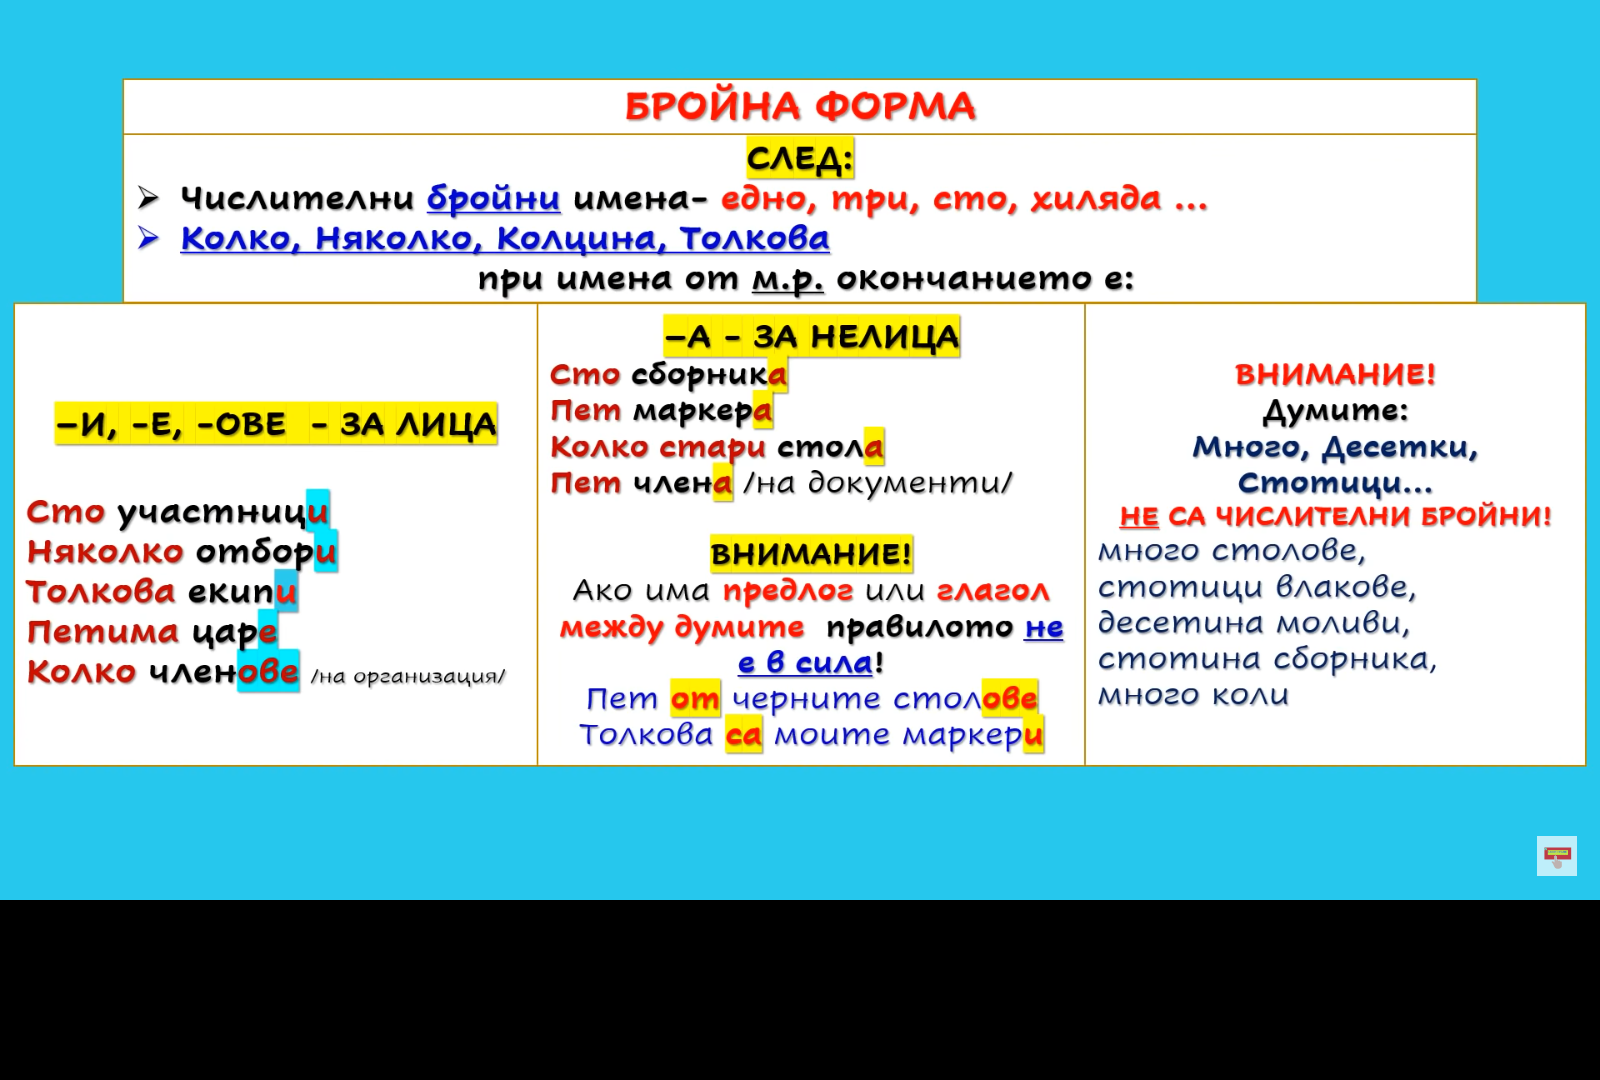 БРОЙНА ФОРМА
СЛЕД:
➢ Числителни бройни имена- едно, три, сто, хиляда ...
➢ Колко, Няколко, Колцина, Толкова
при имена от м.р. окончанието е:
–И, -Е, -ОВЕ - ЗА ЛИЦА
Сто участници
Няколко отбори
Толкова екипи
Петима царе
Колко членове /на организация/
–А - ЗА НЕЛИЦА
Сто сборника
Пет маркера
Колко стари стола
Пет члена /на документи/
ВНИМАНИЕ!
Ако има предлог или глагол
между думите правилото не
е в сила!
Пет от черните столове
Толкова са моите маркери
ВНИМАНИЕ!
Думите:
Много, Десетки,
Стотици...
НЕ СА ЧИСЛИТЕЛНИ БРОЙНИ!
много столове,
стотици влакове,
десетина моливи,
стотина сборника,
много коли